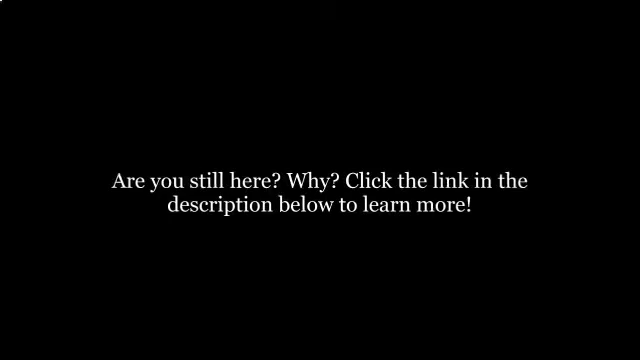 Are you still here? Why? Click the link in the
description below to learn more!